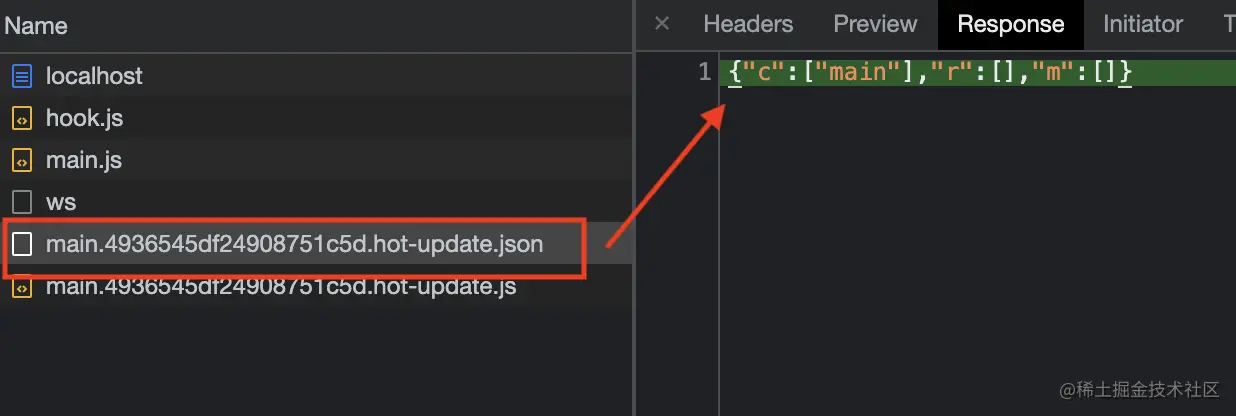 Name
localhost
hook.js
main.js
ws
main.4936545df24908751c5d.hot-update.json
main.4936545df24908751c5d.hot-update.js
× Headers Preview Response Initiator T
1 {"c":["main"],"r":[],"m":[]}
@稀土掘金技术社区